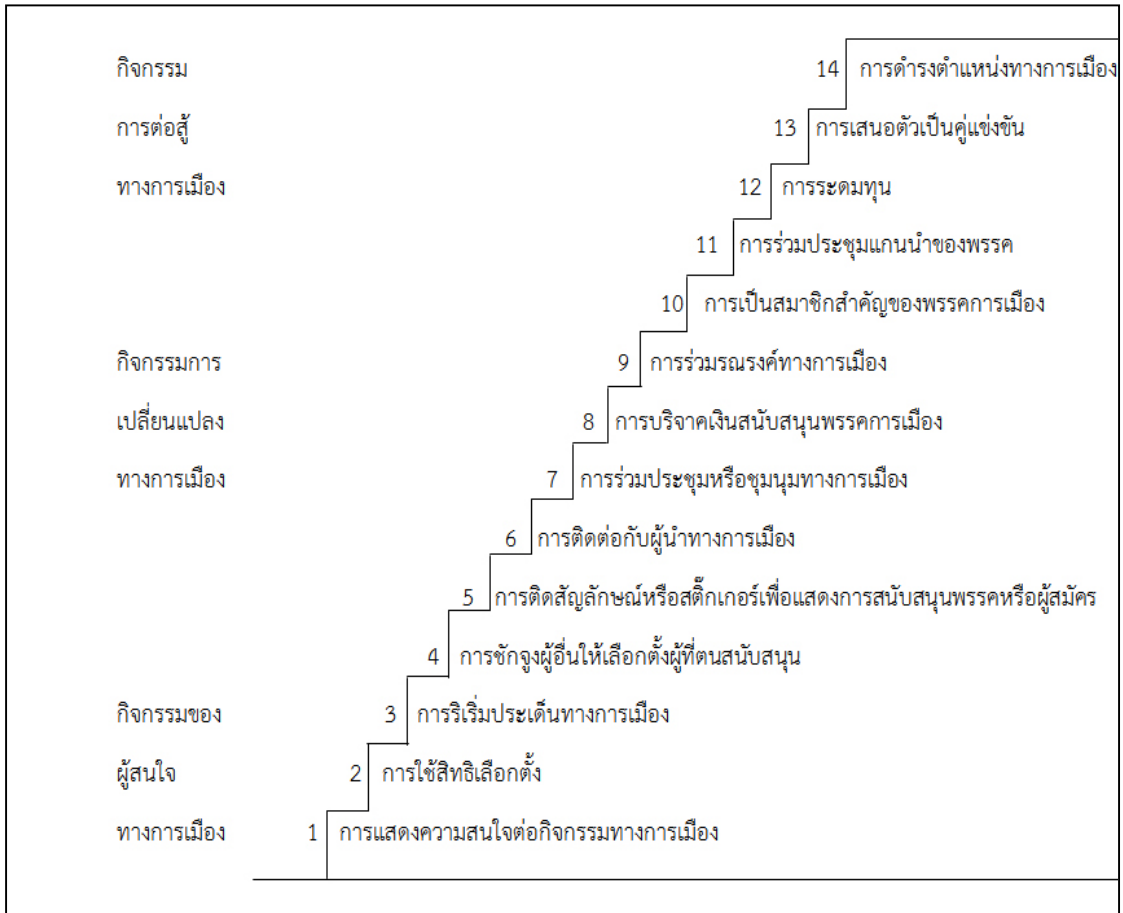 กิจกรรม 14 การดำรงตำแหน่งทางการเมือง
การต่อสู้ 13 การเสนอตัวเป็นคู่แข่งขัน
ทางการเมือง 12 การระดมทุน
11 การร่วมประชุมแกนนำของพรรค
10 การเป็นสมาชิกสำคัญของพรรคการเมือง
กิจกรรมการ 9 การร่วมรณรงค์ทางการเมือง
เปลี่ยนแปลง 8 การบริจาคเงินสนับสนุนพรรคการเมือง
ทางการเมือง 7 การร่วมประชุมหรือชุมนุมทางการเมือง
6 การติดต่อกับผู้นำทางการเมือง
5 การติดสัญลักษณ์หรือสติ๊กเกอร์เพื่อแสดงการสนับสนุนพรรคหรือผู้สมัคร
4 การชักจูงผู้อื่นให้เลือกตั้งผู้ที่ตนสนับสนุน
กิจกรรมของ 3 การริเริ่มประเด็นทางการเมือง
ผู้สนใจ 2 การใช้สิทธิเลือกตั้ง
ทางการเมือง 1 การแสดงความสนใจต่อกิจกรรมทางการเมือง